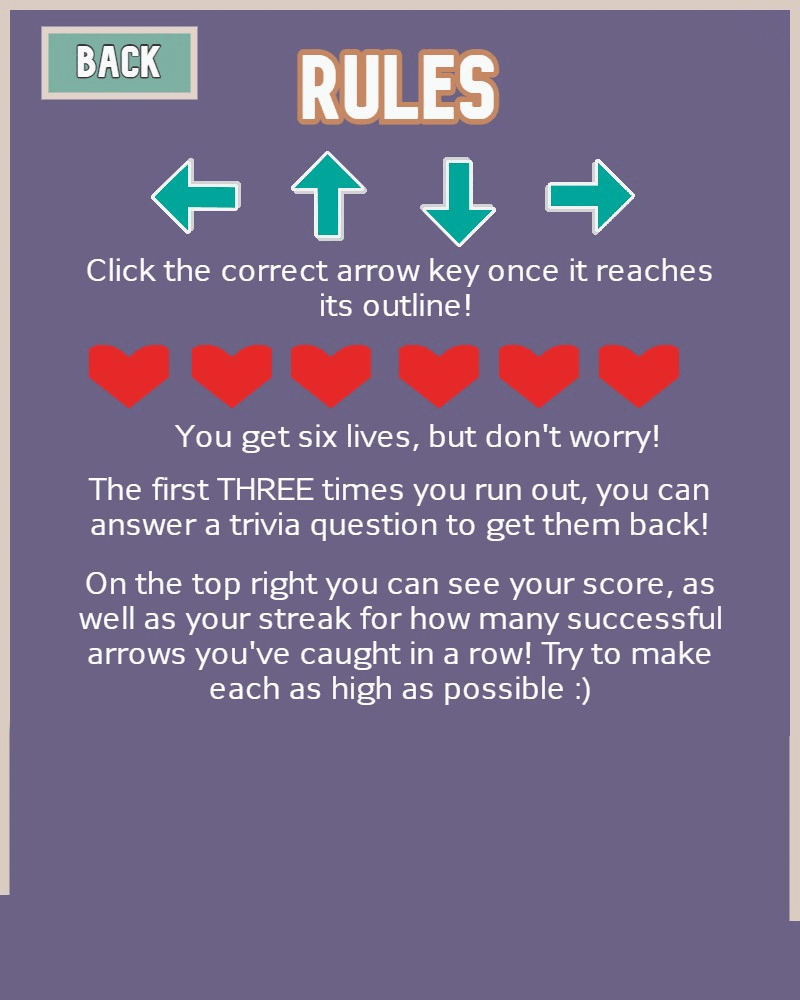 BACK
RULES
Click the correct arrow key once it reaches
its outline!
You get six lives, but don't worry!
The first THREE times you run out, you can
answer a trivia question to get them back!
On the top right you can see your score, as
well as your streak for how many successful
arrows you've caught in a row! Try to make
each as high as possible :)